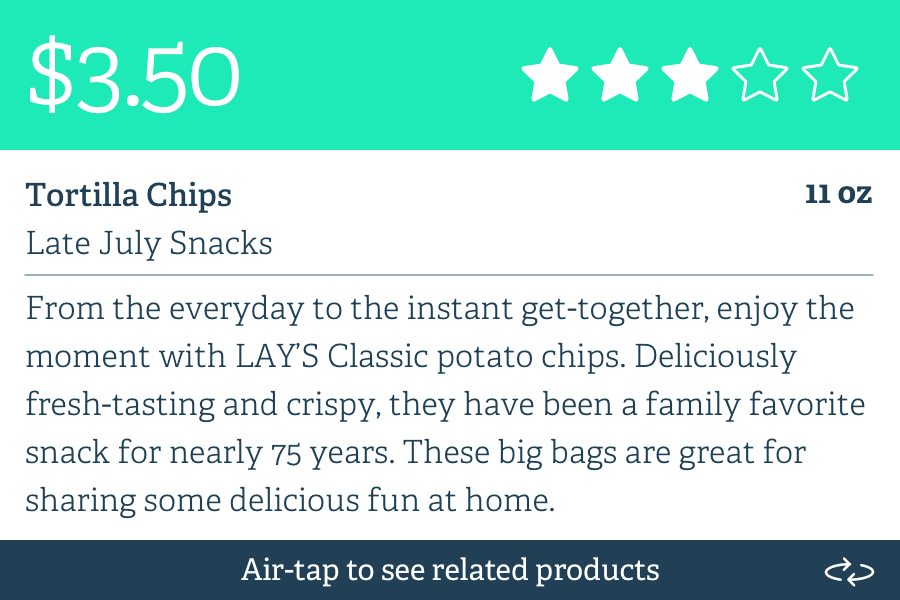 $3.50
Tortilla Chips
11 oz
Late July Snacks
From the everyday to the instant get-together, enjoy the
moment with LAY'S Classic potato chips. Deliciously
fresh-tasting and crispy, they have been a family favorite
snack for nearly 75 years. These big bags are great for
sharing some delicious fun at home.
Air-tap to see related products